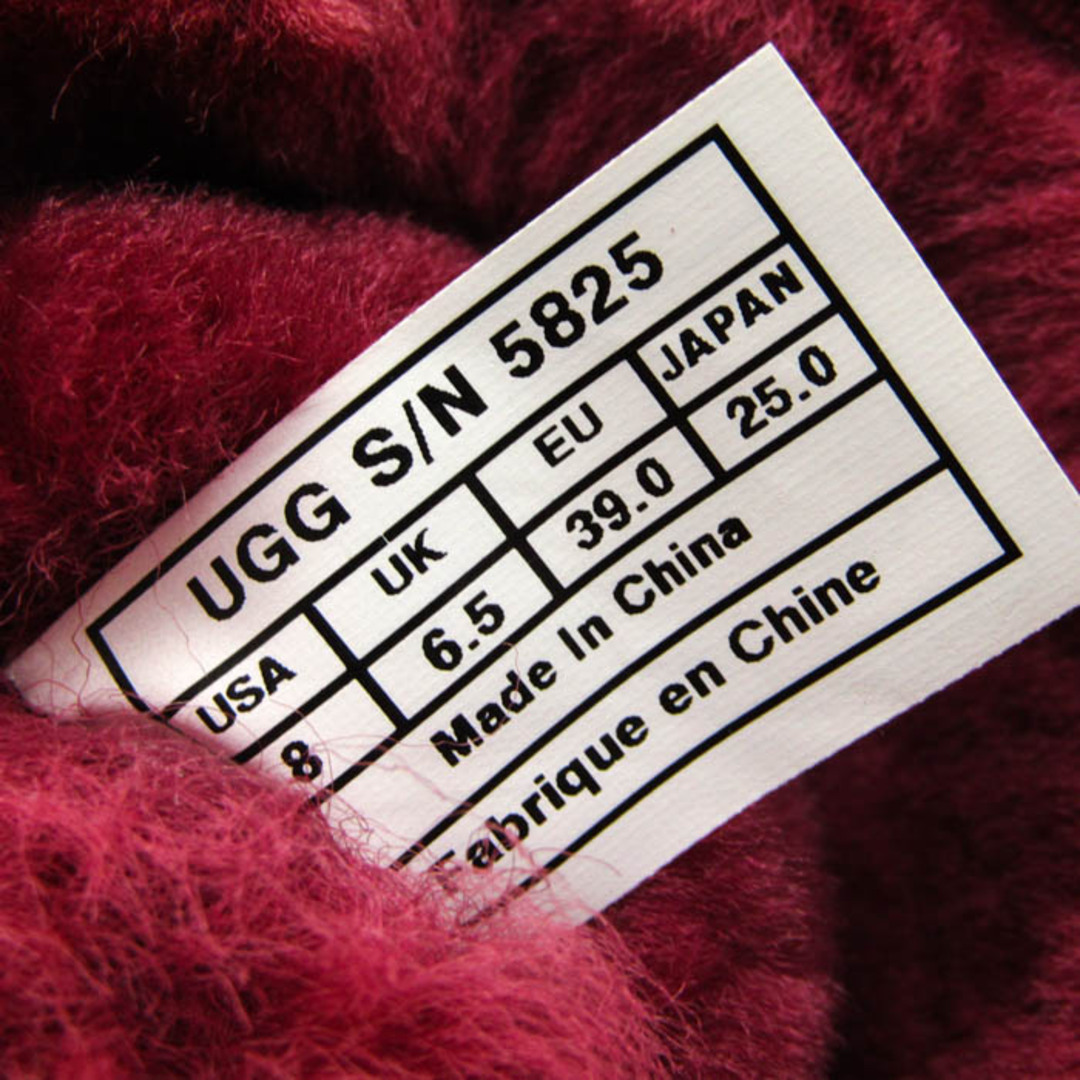 UGG S/N 5825
USA UK EU JAPAN
8 6.5 39.0 25.0
Made In China
Fabrique en Chine